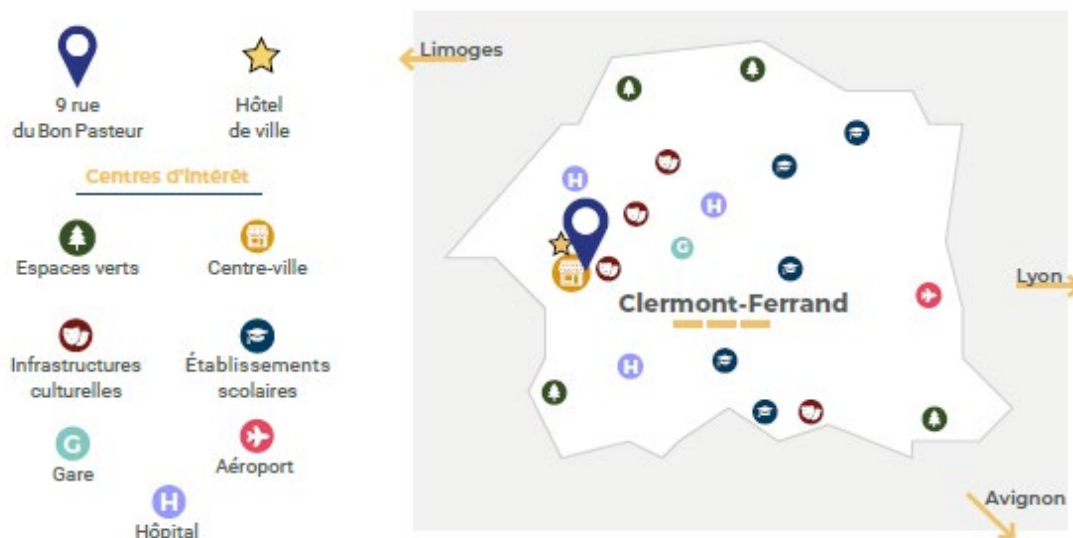 9 rue
du Bon Pasteur
Hôtel
de ville
Centres d'intérêt
Espaces verts
Centre-ville
Infrastructures
culturelles
Établissements
scolaires
G
Gare
Aéroport
H
Hôpital
Limoges
H
H
G
Clermont-Ferrand
Lyon
H
Avignon